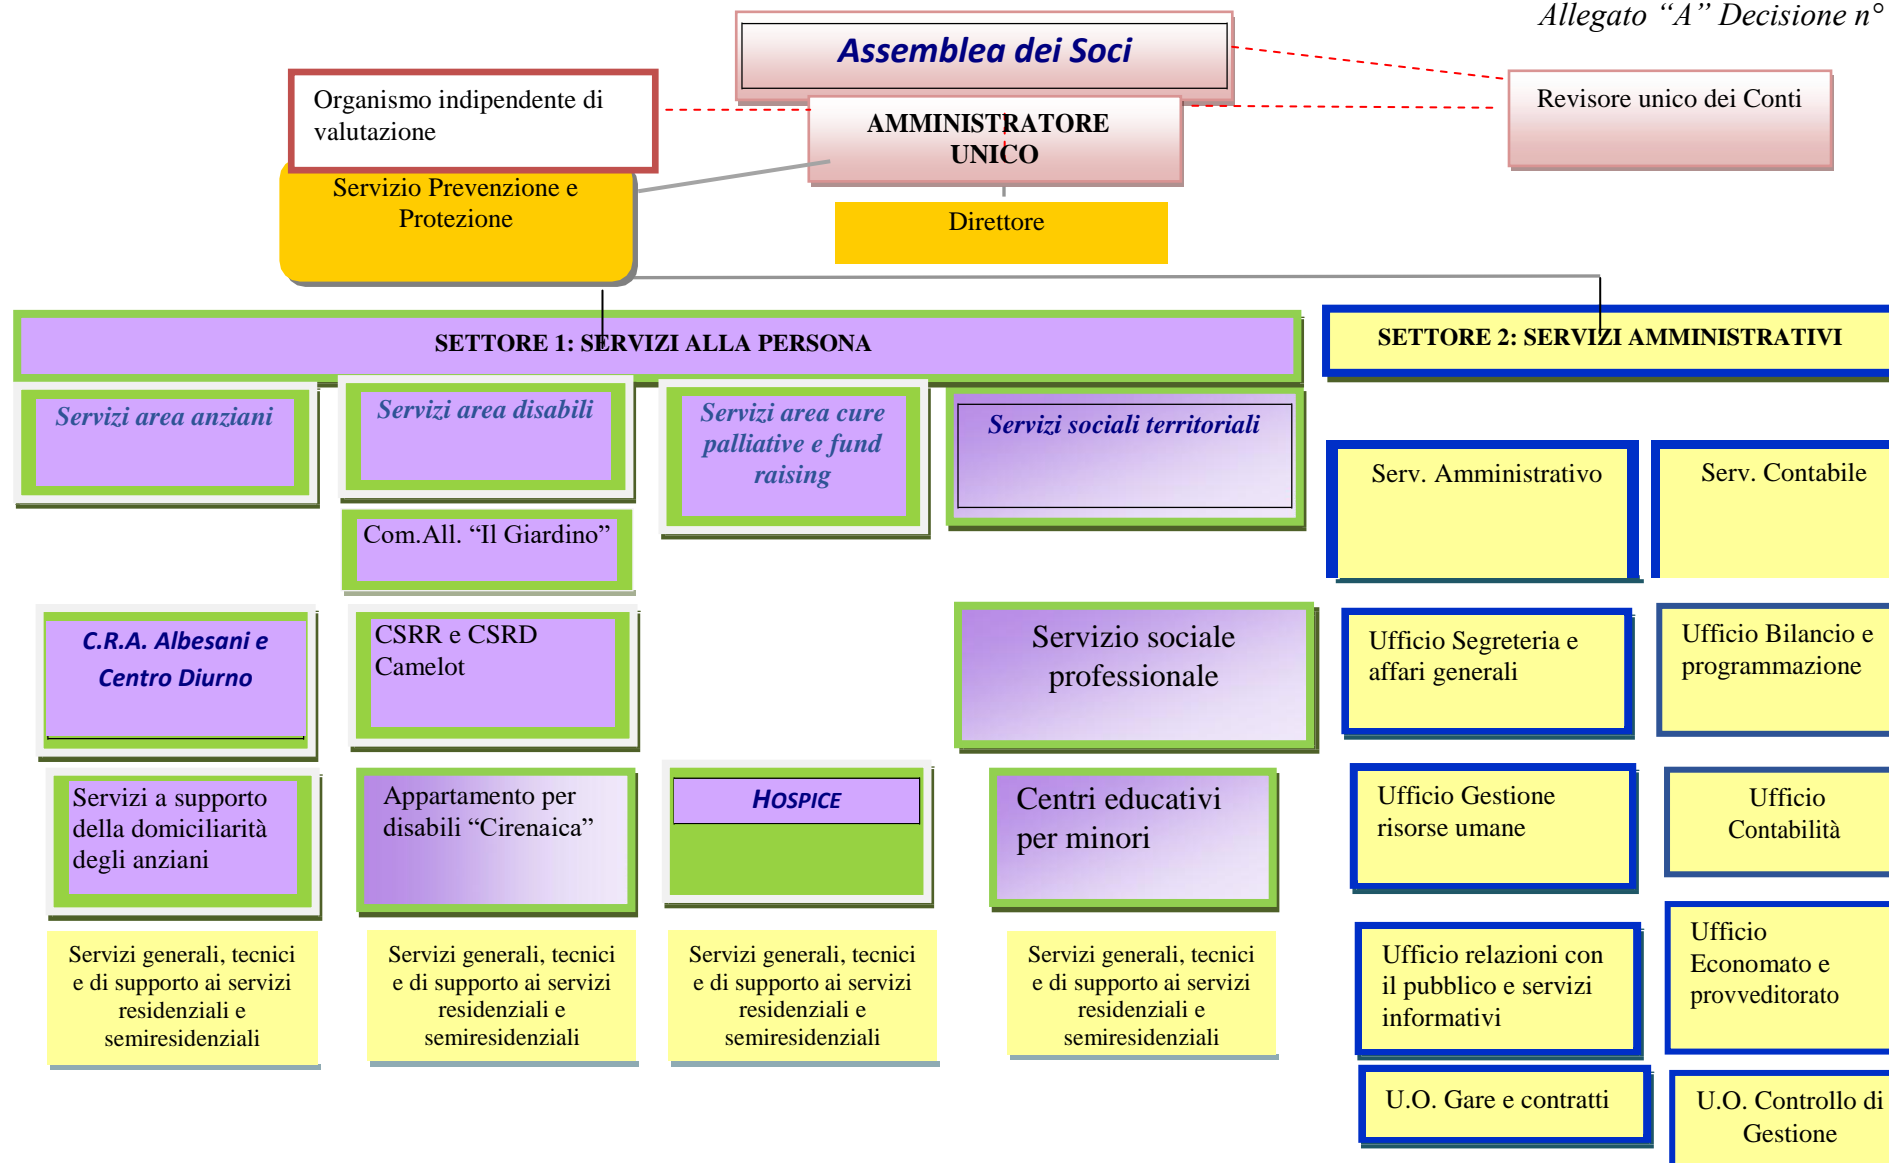 Allegato “A” Decisione n°
Assemblea dei Soci
Organismo indipendente di
valutazione
Revisore unico dei Conti
AMMINISTRATORE
UNICO
Servizio Prevenzione e
Protezione
Direttore
SETTORE 1: SERVIZI ALLA PERSONA
SETTORE 2: SERVIZI AMMINISTRATIVI
Servizi area anziani
Servizi area disabili
Servizi area cure
palliative e fund
raising
Servizi sociali territoriali
Serv. Amministrativo
Serv. Contabile
Com.All. “Il Giardino”
C.R.A. Albesani e
Centro Diurno
CSRR e CSRD
Camelot
Servizio sociale
professionale
Ufficio Segreteria e
affari generali
Ufficio Bilancio e
programmazione
Servizi a supporto
della domiciliarità
degli anziani
Appartamento per
disabili “Cirenaica”
HOSPICE
Centri educativi
per minori
Ufficio Gestione
risorse umane
Ufficio
Contabilità
Servizi generali, tecnici
e di supporto ai servizi
residenziali e
semiresidenziali
Servizi generali, tecnici
e di supporto ai servizi
residenziali e
semiresidenziali
Servizi generali, tecnici
e di supporto ai servizi
residenziali e
semiresidenziali
Servizi generali, tecnici
e di supporto ai servizi
residenziali e
semiresidenziali
Ufficio relazioni con
il pubblico e servizi
informativi
Ufficio
Economato e
provveditorato
U.O. Gare e contratti
U.O. Controllo di
Gestione